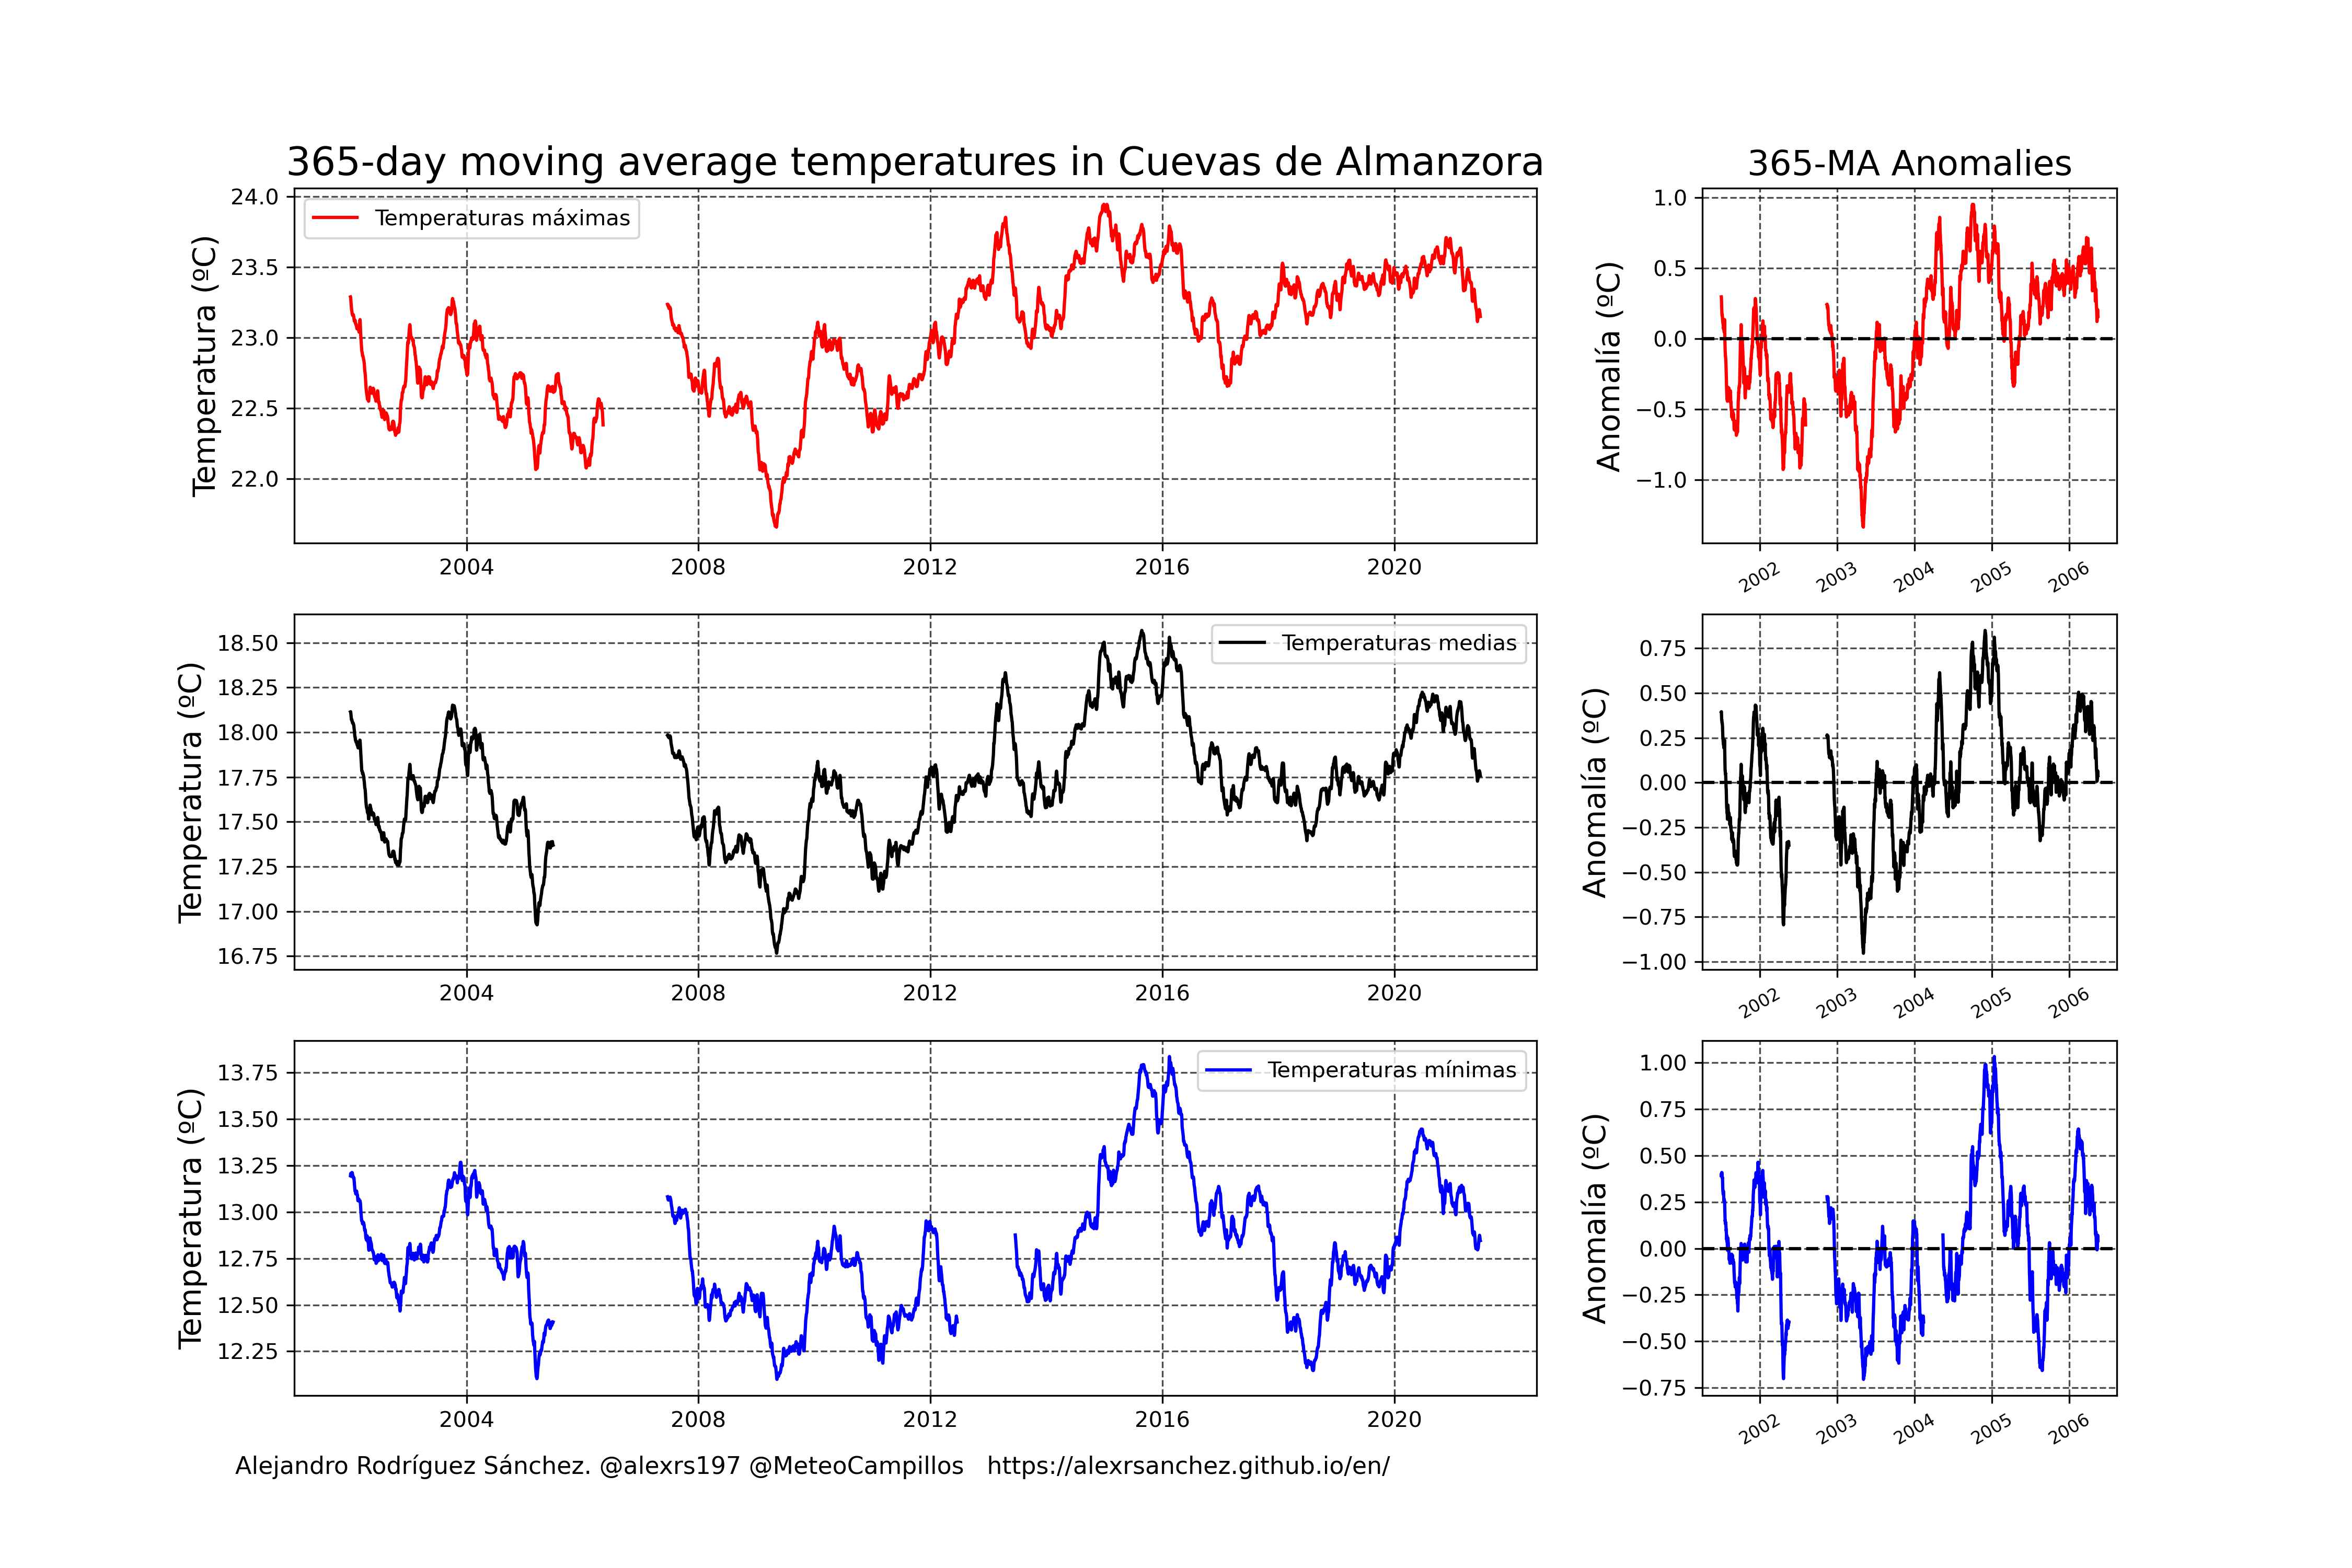 365-day moving average temperatures in Cuevas de Almanzora
365-MA Anomalies
Temperatura (ºC)
24.0
23.5
23.0
22.5
22.0
Temperaturas máximas
2004 2008 2012 2016 2020
Anomalía (ºC)
1.0
0.5
0.0
−0.5
−1.0
2002 2003 2004 2005 2006
Temperatura (ºC)
18.50
18.25
18.00
17.75
17.50
17.25
17.00
16.75
Temperaturas medias
2004 2008 2012 2016 2020
Anomalía (ºC)
0.75
0.50
0.25
0.00
−0.25
−0.50
−0.75
−1.00
2002 2003 2004 2005 2006
Temperatura (ºC)
13.75
13.50
13.25
13.00
12.75
12.50
12.25
Temperaturas mínimas
2004 2008 2012 2016 2020
Anomalía (ºC)
1.00
0.75
0.50
0.25
0.00
−0.25
−0.50
−0.75
2002 2003 2004 2005 2006
Alejandro Rodríguez Sánchez. @alexrs197 @MeteoCampillos https://alexrsanchez.github.io/en/